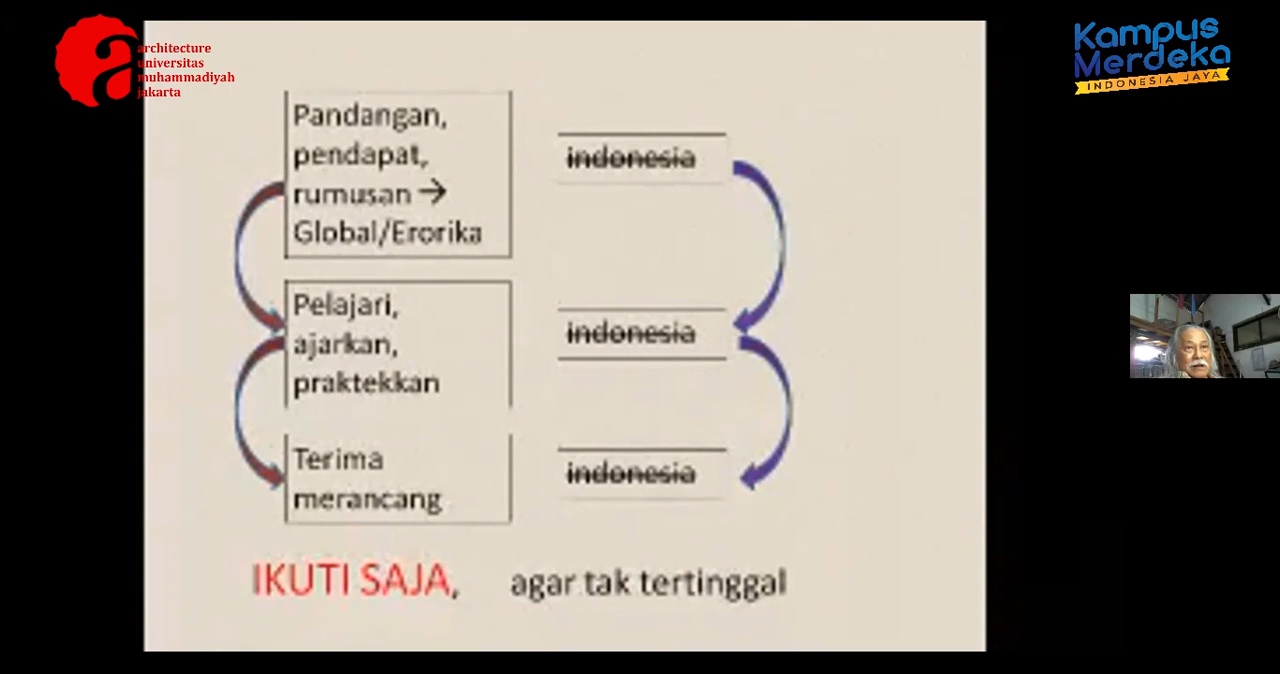 architecture
universitas
muhammadiyah
jakarta
Kampus
Merdeka
INDONESIA JAYA
Pandangan,
pendapat,
rumusan →
Global/Erorika
indonesia
Pelajari,
ajarkan,
praktekkan
indonesia
Terima
merancang
indonesia
IKUTI SAJA, agar tak tertinggal